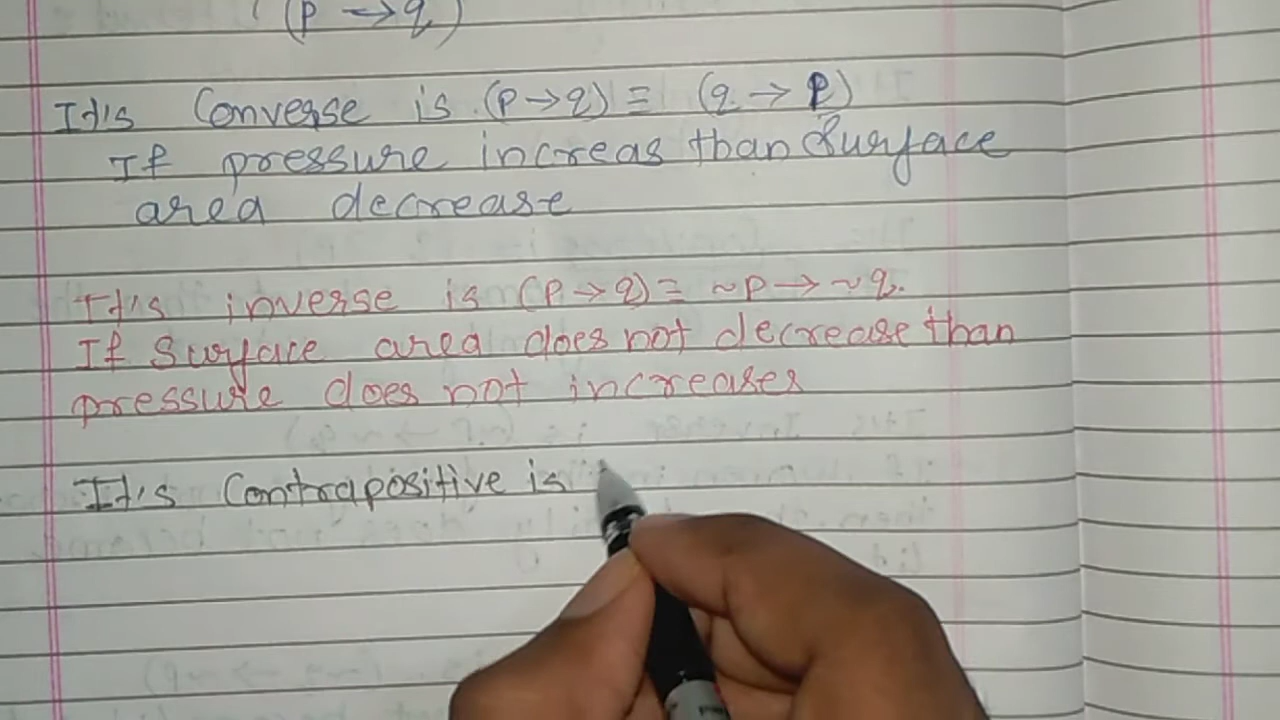 (p → q)
It's Converse is (p → q) = (q → p)
If pressure increas than Surface
area decrease
It's inverse is (p → q) = ~p → ~q.
If Surface area does not decrease than
pressure does not increases
It's Contrapositive is